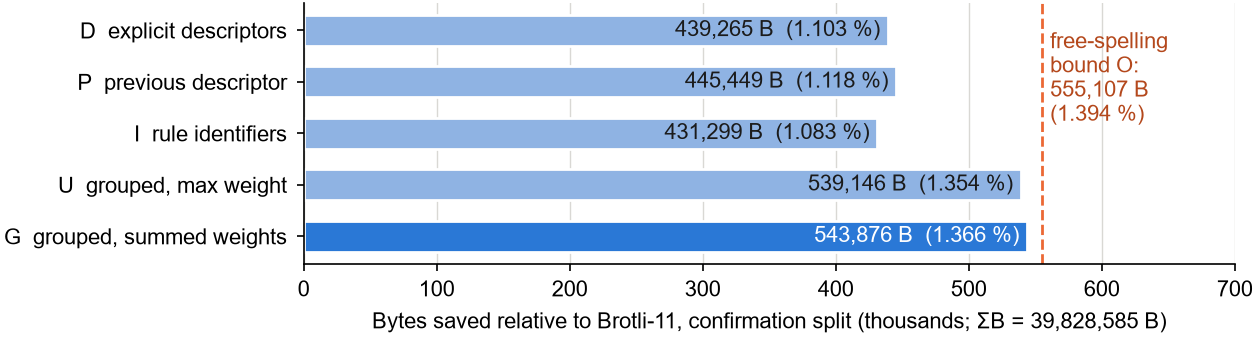 D explicit descriptors 439,265 B (1.103 %)
P previous descriptor 445,449 B (1.118 %)
I rule identifiers 431,299 B (1.083 %)
U grouped, max weight 539,146 B (1.354 %)
G grouped, summed weights 543,876 B (1.366 %)
free-spelling
bound O:
555,107 B
(1.394 %)
0 100 200 300 400 500 600 700
Bytes saved relative to Brotli-11, confirmation split (thousands; ΣB = 39,828,585 B)